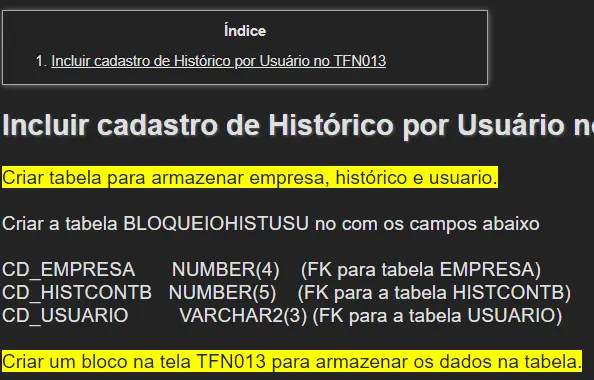 Índice
1. Incluir cadastro de Histórico por Usuário no TFN013
Incluir cadastro de Histórico por Usuário no
Criar tabela para armazenar empresa, histórico e usuario.
Criar a tabela BLOQUEIOHISTUSU no com os campos abaixo
CD_EMPRESA NUMBER(4) (FK para tabela EMPRESA)
CD_HISTCONTB NUMBER(5) (FK para a tabela HISTCONTB)
CD_USUARIO VARCHAR2(3) (FK para a tabela USUARIO)
Criar um bloco na tela TFN013 para armazenar os dados na tabela.